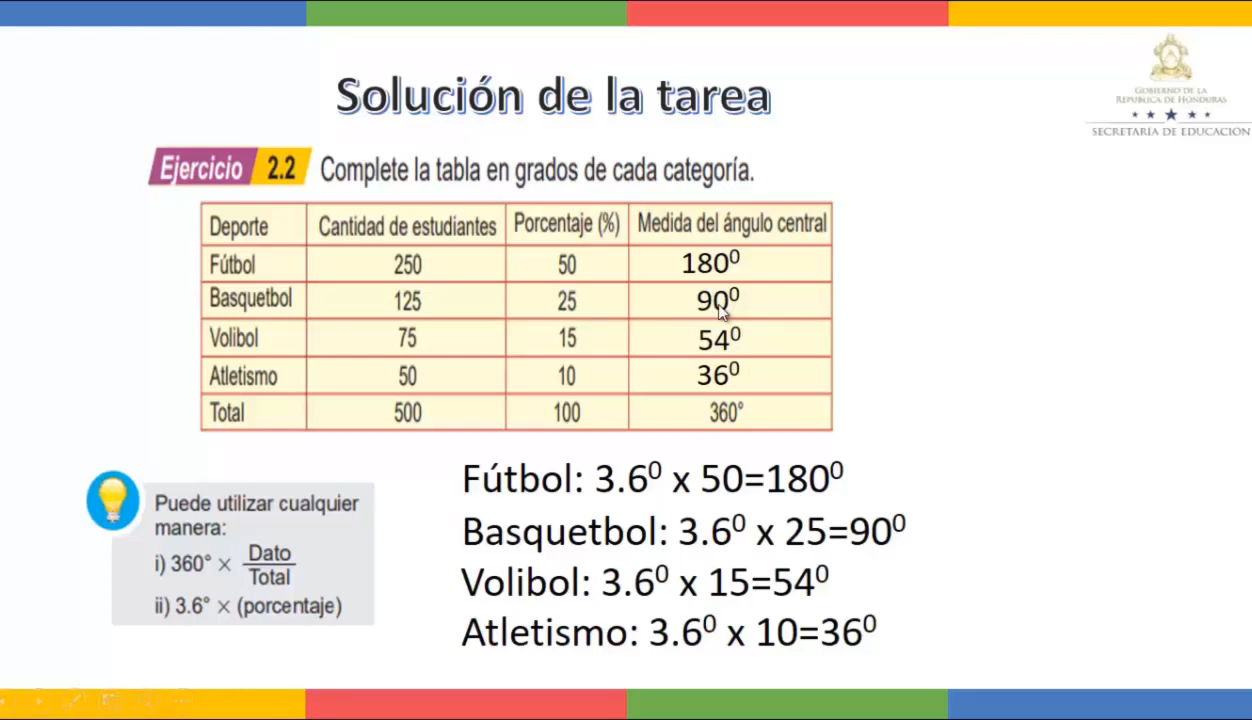 Solución de la tarea
GOBIERNO DE LA
REPÚBLICA DE HONDURAS
SECRETARÍA DE EDUCACIÓN
Ejercicio 2.2 Complete la tabla en grados de cada categoría.
Deporte Cantidad de estudiantes Porcentaje (%) Medida del ángulo central
Fútbol 250 50 180⁰
Basquetbol 125 25 90⁰
Volibol 75 15 54⁰
Atletismo 50 10 36⁰
Total 500 100 360°
Puede utilizar cualquier
manera:
i) 360° × Dato/Total
ii) 3.6° × (porcentaje)
Fútbol: 3.6⁰ x 50=180⁰
Basquetbol: 3.6⁰ x 25=90⁰
Volibol: 3.6⁰ x 15=54⁰
Atletismo: 3.6⁰ x 10=36⁰